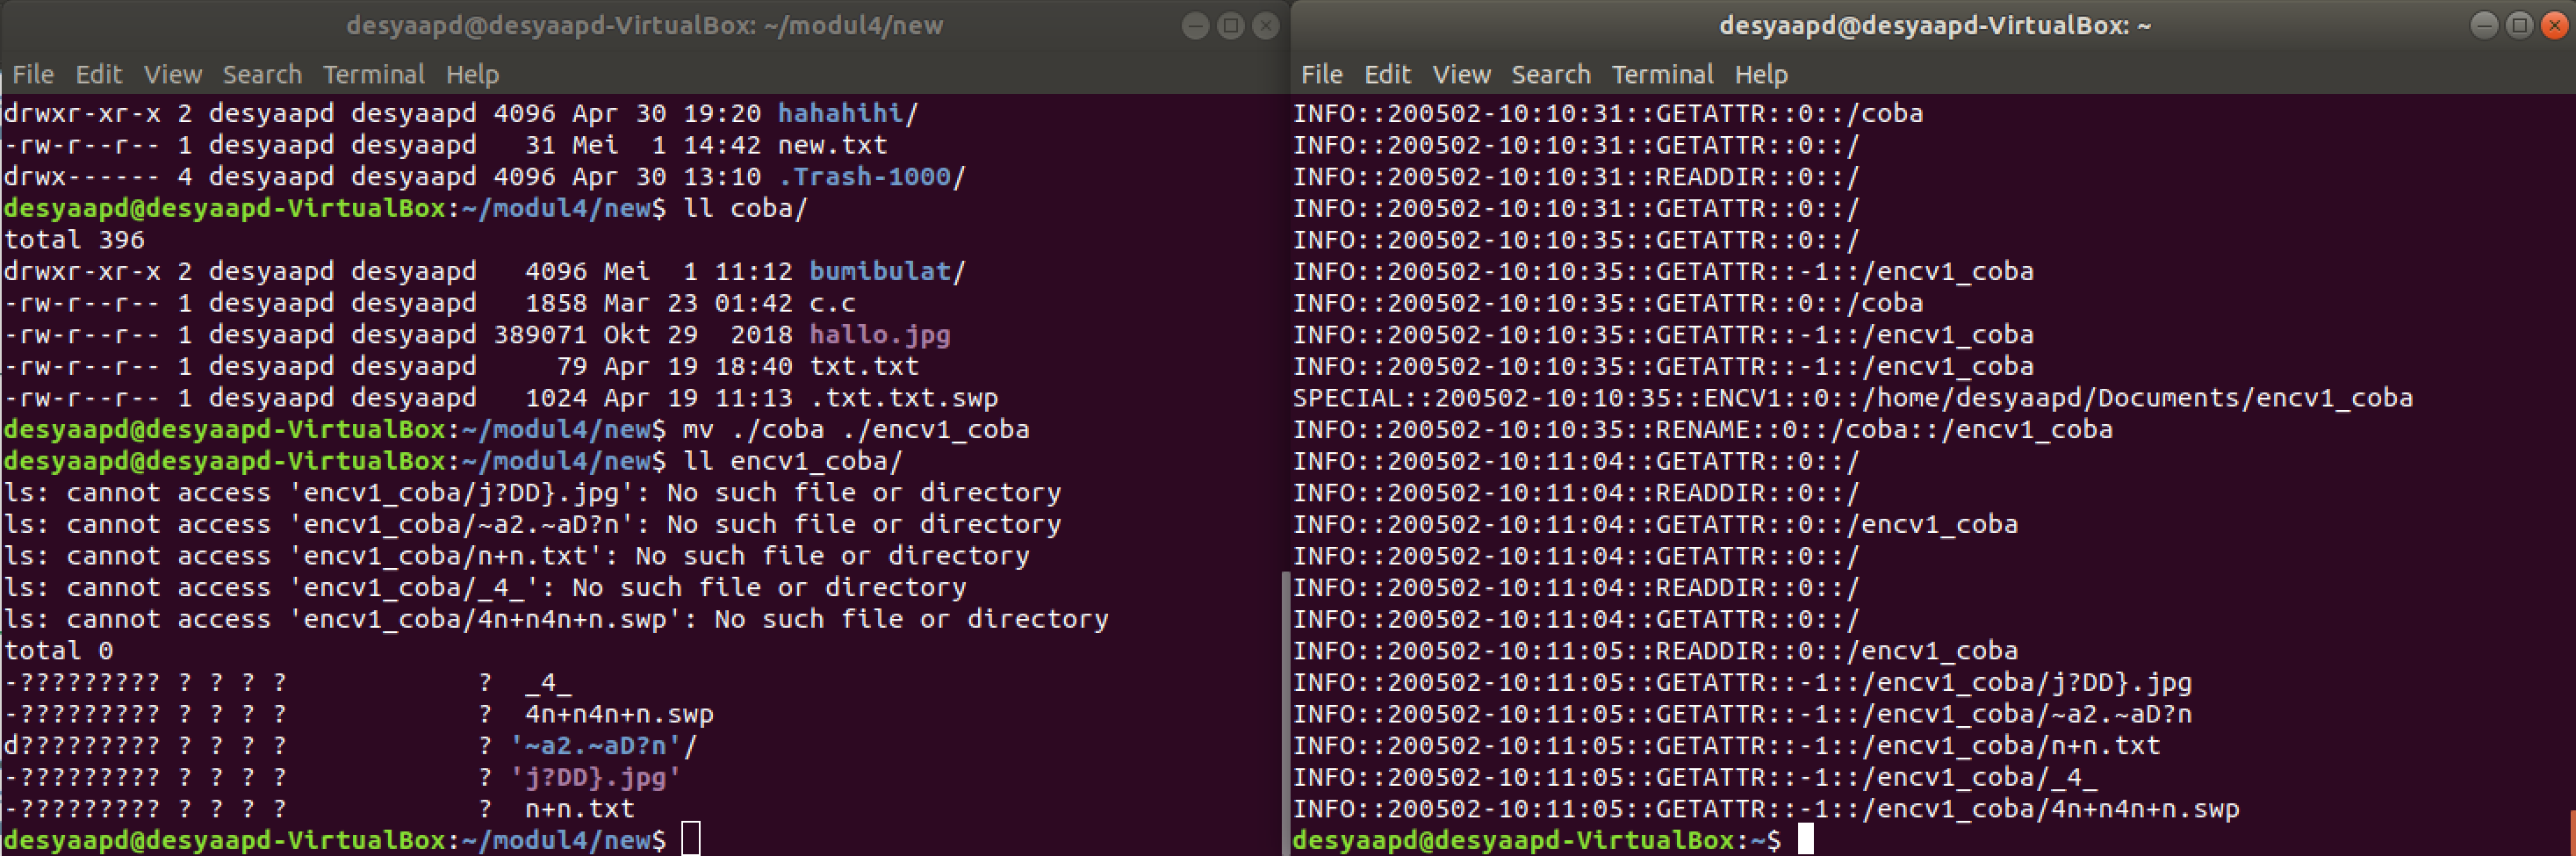 desyaapd@desyaapd-VirtualBox: ~/modul4/new
File Edit View Search Terminal Help
drwxr-xr-x 2 desyaapd desyaapd 4096 Apr 30 19:20 hahahihi/
-rw-r--r-- 1 desyaapd desyaapd   31 Mei  1 14:42 new.txt
drwx------ 4 desyaapd desyaapd 4096 Apr 30 13:10 .Trash-1000/
desyaapd@desyaapd-VirtualBox:~/modul4/new$ ll coba/
total 396
drwxr-xr-x 2 desyaapd desyaapd   4096 Mei  1 11:12 bumibulat/
-rw-r--r-- 1 desyaapd desyaapd   1858 Mar 23 01:42 c.c
-rw-r--r-- 1 desyaapd desyaapd 389071 Okt 29  2018 hallo.jpg
-rw-r--r-- 1 desyaapd desyaapd     79 Apr 19 18:40 txt.txt
-rw-r--r-- 1 desyaapd desyaapd   1024 Apr 19 11:13 .txt.txt.swp
desyaapd@desyaapd-VirtualBox:~/modul4/new$ mv ./coba ./encv1_coba
desyaapd@desyaapd-VirtualBox:~/modul4/new$ ll encv1_coba/
ls: cannot access 'encv1_coba/j?DD}.jpg': No such file or directory
ls: cannot access 'encv1_coba/~a2.~aD?n': No such file or directory
ls: cannot access 'encv1_coba/n+n.txt': No such file or directory
ls: cannot access 'encv1_coba/_4_': No such file or directory
ls: cannot access 'encv1_coba/4n+n4n+n.swp': No such file or directory
total 0
-????????? ? ? ? ?            ?  _4_
-????????? ? ? ? ?            ?  4n+n4n+n.swp
d????????? ? ? ? ?            ? '~a2.~aD?n'/
-????????? ? ? ? ?            ? 'j?DD}.jpg'
-????????? ? ? ? ?            ?  n+n.txt
desyaapd@desyaapd-VirtualBox:~/modul4/new$
desyaapd@desyaapd-VirtualBox: ~
File Edit View Search Terminal Help
INFO::200502-10:10:31::GETATTR::0::/coba
INFO::200502-10:10:31::GETATTR::0::/
INFO::200502-10:10:31::READDIR::0::/
INFO::200502-10:10:31::GETATTR::0::/
INFO::200502-10:10:35::GETATTR::0::/
INFO::200502-10:10:35::GETATTR::-1::/encv1_coba
INFO::200502-10:10:35::GETATTR::0::/coba
INFO::200502-10:10:35::GETATTR::-1::/encv1_coba
INFO::200502-10:10:35::GETATTR::-1::/encv1_coba
SPECIAL::200502-10:10:35::ENCV1::0::/home/desyaapd/Documents/encv1_coba
INFO::200502-10:10:35::RENAME::0::/coba::/encv1_coba
INFO::200502-10:11:04::GETATTR::0::/
INFO::200502-10:11:04::READDIR::0::/
INFO::200502-10:11:04::GETATTR::0::/encv1_coba
INFO::200502-10:11:04::GETATTR::0::/
INFO::200502-10:11:04::READDIR::0::/
INFO::200502-10:11:04::GETATTR::0::/
INFO::200502-10:11:05::READDIR::0::/encv1_coba
INFO::200502-10:11:05::GETATTR::-1::/encv1_coba/j?DD}.jpg
INFO::200502-10:11:05::GETATTR::-1::/encv1_coba/~a2.~aD?n
INFO::200502-10:11:05::GETATTR::-1::/encv1_coba/n+n.txt
INFO::200502-10:11:05::GETATTR::-1::/encv1_coba/_4_
INFO::200502-10:11:05::GETATTR::-1::/encv1_coba/4n+n4n+n.swp
desyaapd@desyaapd-VirtualBox:~$